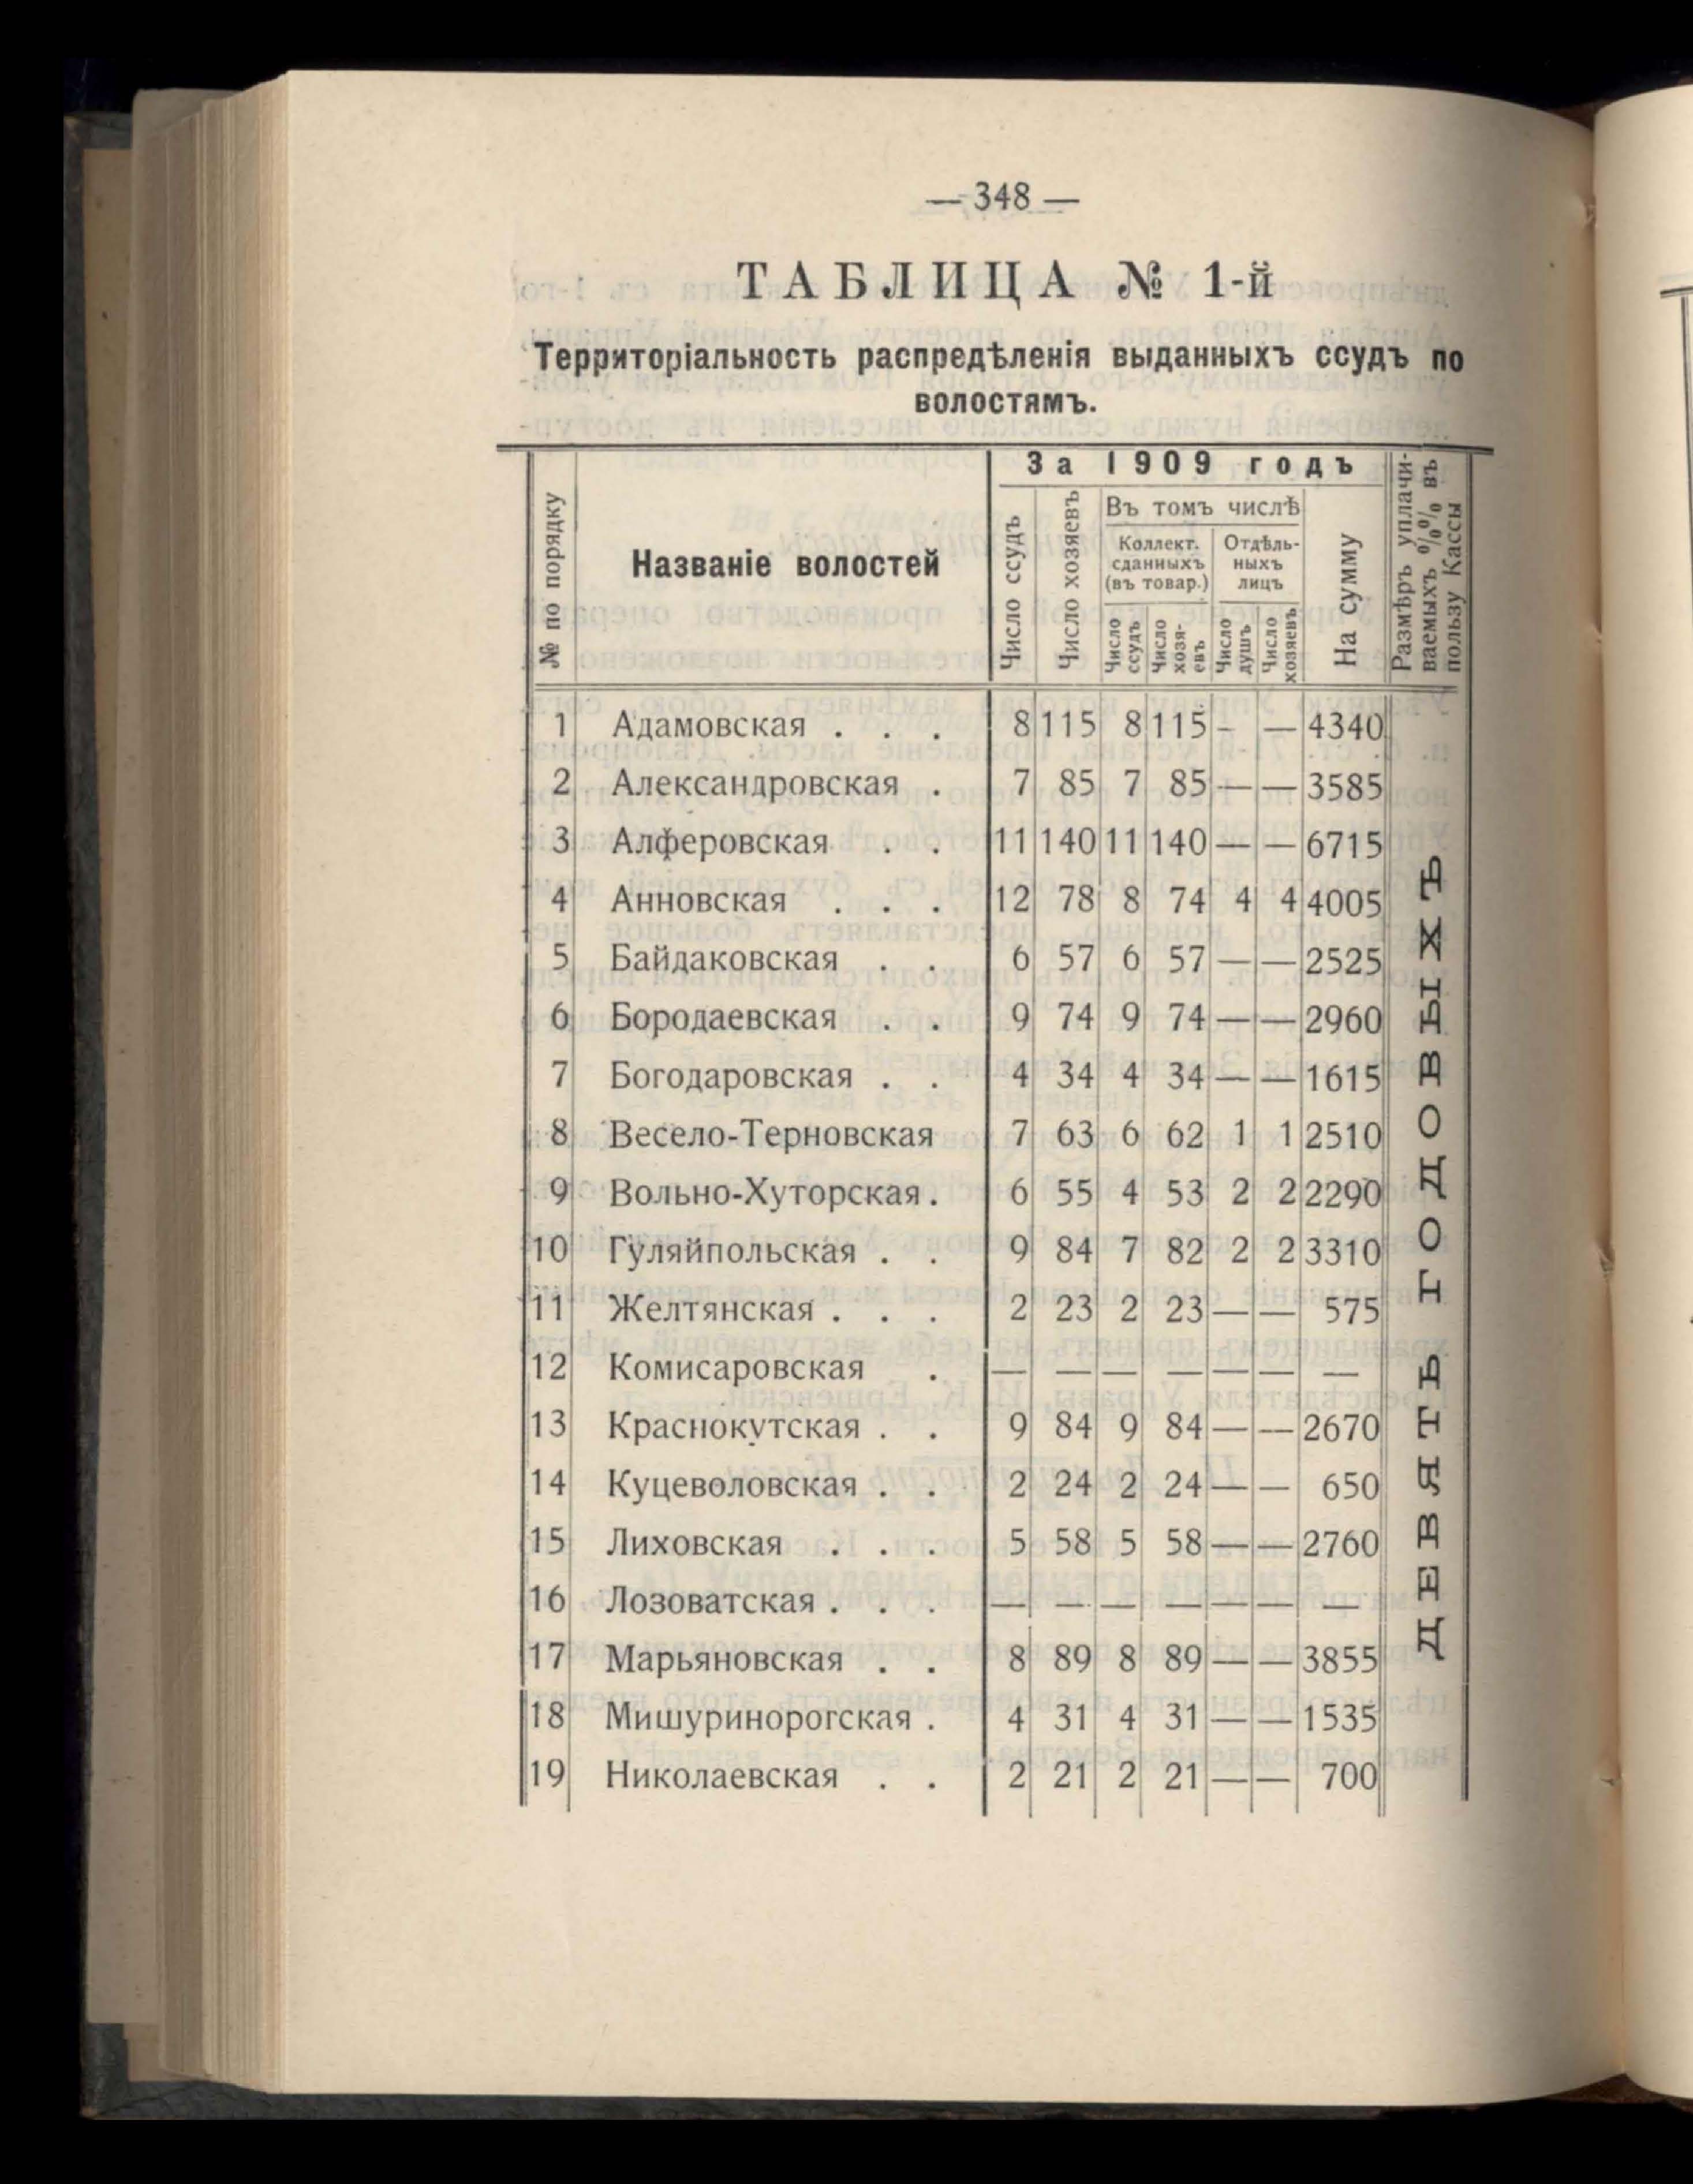 — 348 —
ТАБЛИЦА № 1-й
Территоріальность распредѣленія выданныхъ ссудъ по
волостямъ.
№ по порядку
Названіе волостей
За 1909 годъ
Число ссудъ
Число хозяевъ
Въ томъ числѣ
Коллект.
сданныхъ
(въ товар.)
Отдѣль-
ныхъ
лицъ
Число
ссудъ
Число
хозя-
евъ
Число
душъ
Число
хозяевъ
На сумму
Размѣръ уплачи-
ваемыхъ %% въ
пользу Кассы
1 Адамовская . . . 8 115 8 115 - — 4340
2 Александровская . 7 85 7 85 — — 3585
3 Алферовская . . 11 140 11 140 — — 6715
4 Анновская . . . 12 78 8 74 4 4 4005
5 Байдаковская . . 6 57 6 57 — — 2525
6 Бородаевская . . 9 74 9 74 — — 2960
7 Богодаровская . . 4 34 4 34 — — 1615
8 Весело-Терновская 7 63 6 62 1 1 2510
9 Вольно-Хуторская . 6 55 4 53 2 2 2290
10 Гуляйпольская . . 9 84 7 82 2 2 3310
11 Желтянская . . . 2 23 2 23 — — 575
12 Комисаровская . — — — — — — —
13 Краснокутская . . 9 84 9 84 — — 2670
14 Куцеволовская . . 2 24 2 24 — — 650
15 Лиховская . . . 5 58 5 58 — — 2760
16 Лозоватская . . . — — — — — — —
17 Марьяновская . . 8 89 8 89 — — 3855
18 Мишуринорогская . 4 31 4 31 — — 1535
19 Николаевская . . 2 21 2 21 — — 700
ДЕВЯТЬ ГОДОВЫХЪ